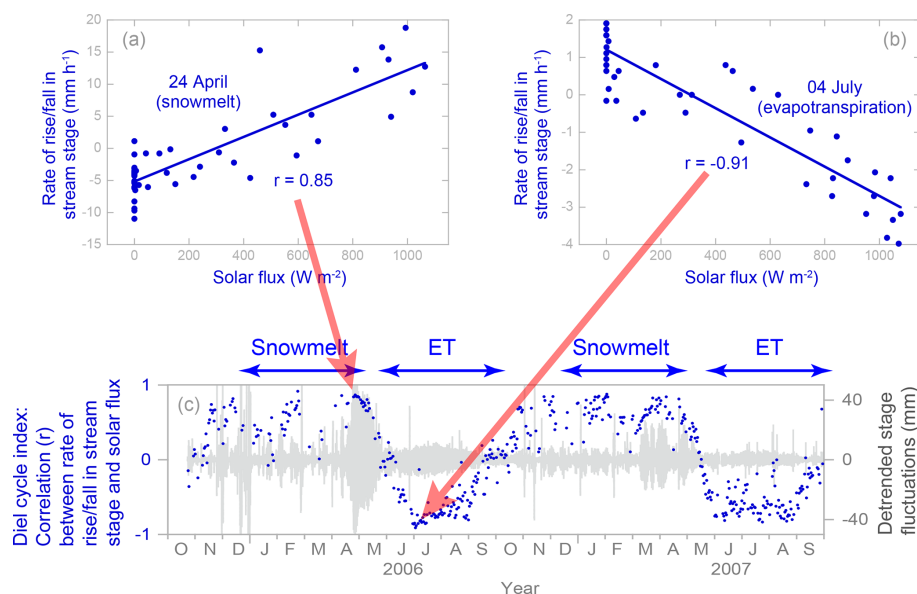 (a)
Rate of rise/fall in
stream stage (mm h-1)
20
15
10
5
0
-5
-10
-15
24 April
(snowmelt)
r = 0.85
0 200 400 600 800 1000
Solar flux (W m-2)
(b)
Rate of rise/fall in
stream stage (mm h-1)
2
1
0
-1
-2
-3
-4
04 July
(evapotranspiration)
r = -0.91
0 200 400 600 800 1000
Solar flux (W m-2)
Snowmelt ET Snowmelt ET
(c)
Diel cycle index:
Correlation (r)
between rate of
rise/fall in stream
stage and solar flux
1
0
-1
40
0
-40
Detrended stage
fluctuations (mm)
O N D J F M A M J J A S O N D J F M A M J J A S
2006 2007
Year